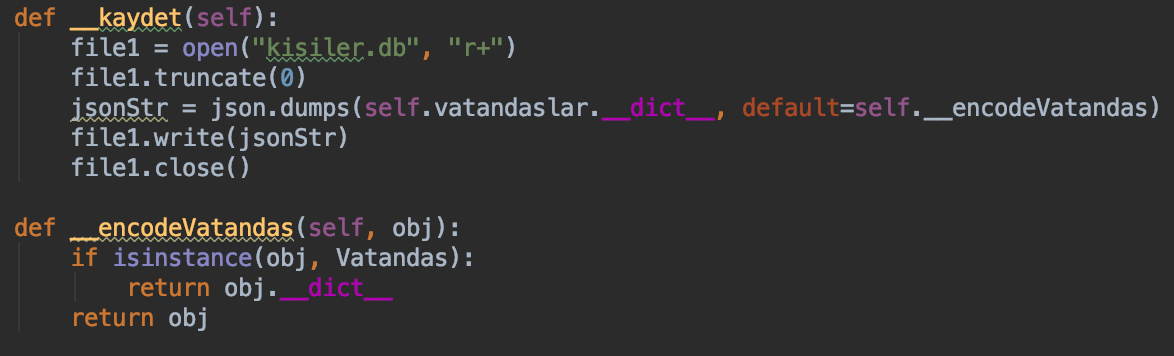 def __kaydet(self):
    file1 = open("kisiler.db", "r+")
    file1.truncate(0)
    jsonStr = json.dumps(self.vatandaslar.__dict__, default=self.__encodeVatandas)
    file1.write(jsonStr)
    file1.close()

def __encodeVatandas(self, obj):
    if isinstance(obj, Vatandas):
        return obj.__dict__
    return obj